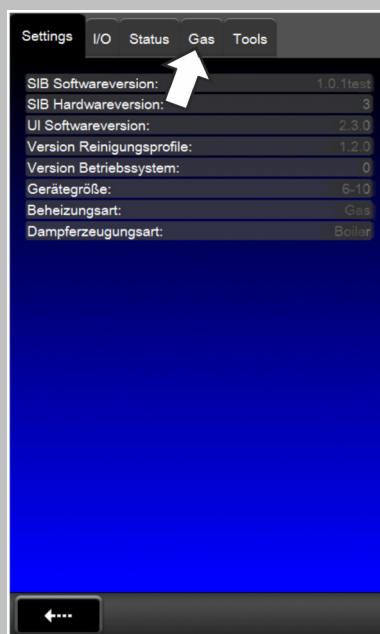 Settings I/O Status Gas Tools
SIB Softwareversion: 1.0.1test
SIB Hardwareversion: 3
UI Softwareversion: 2.3.0
Version Reinigungsprofile: 1.2.0
Version Betriebssystem: 0
Gerätegröße: 6-10
Beheizungsart: Gas
Dampferzeugungsart: Boiler